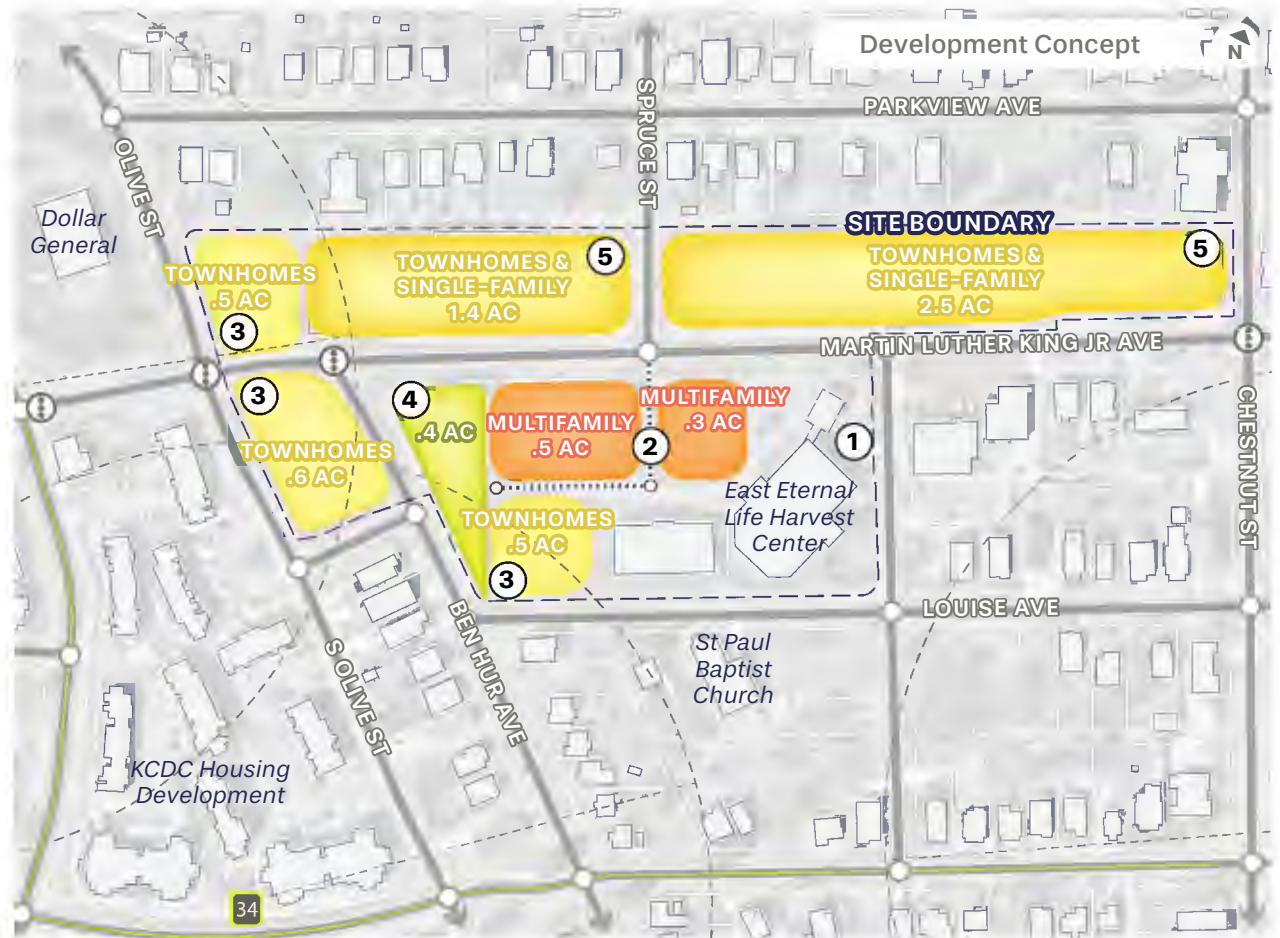 Development Concept
N
PARKVIEW AVE
SPRUCE ST
OLIVE ST
Dollar
General
SITE BOUNDARY
TOWNHOMES
.5 AC
3
TOWNHOMES &
SINGLE-FAMILY
1.4 AC
5
TOWNHOMES &
SINGLE-FAMILY
2.5 AC
5
MARTIN LUTHER KING JR AVE
3
TOWNHOMES
.6 AC
4
.4 AC
MULTIFAMILY
.5 AC
2
MULTIFAMILY
.3 AC
1
CHESTNUT ST
East Eternal
Life Harvest
Center
TOWNHOMES
.5 AC
3
LOUISE AVE
BEN HUR AVE
S OLIVE ST
St Paul
Baptist
Church
KCDC Housing
Development
34